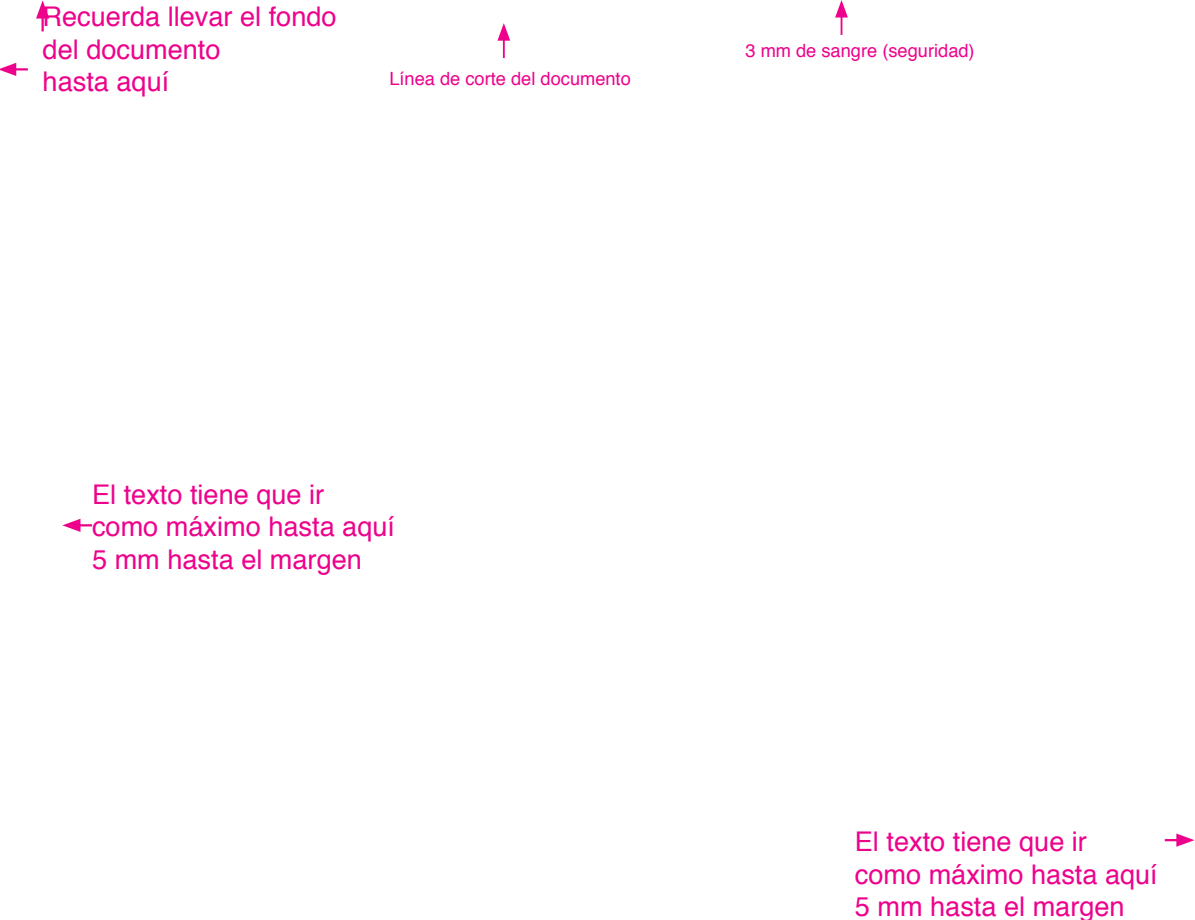 Recuerda llevar el fondo
del documento
hasta aquí
Línea de corte del documento
3 mm de sangre (seguridad)
El texto tiene que ir
como máximo hasta aquí
5 mm hasta el margen
El texto tiene que ir
como máximo hasta aquí
5 mm hasta el margen